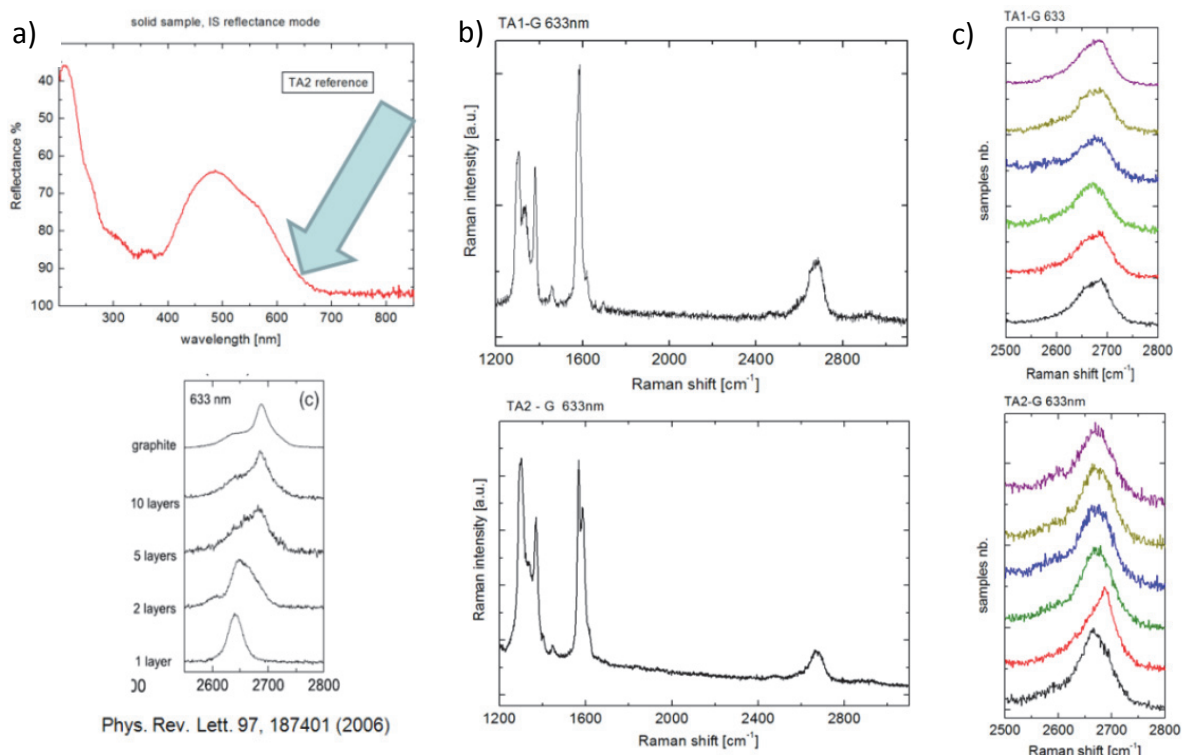 a)
solid sample, IS reflectance mode
TA2 reference
40
50
60
70
80
90
100
Reflectance %
300 400 500 600 700 800
wavelength [nm]
633 nm
(c)
graphite
10 layers
5 layers
2 layers
1 layer
00
2600 2700 2800
Phys. Rev. Lett. 97, 187401 (2006)
b)
TA1-G 633nm
Raman intensity [a.u.]
1200 1600 2000 2400 2800
Raman shift [cm-1]
TA2 - G 633nm
Raman intensity [a.u.]
1200 1600 2000 2400 2800
Raman shift [cm-1]
c)
TA1-G 633
samples nb.
2500 2600 2700 2800
Raman shift [cm-1]
TA2-G 633nm
samples nb.
2500 2600 2700 2800
Raman shift [cm-1]